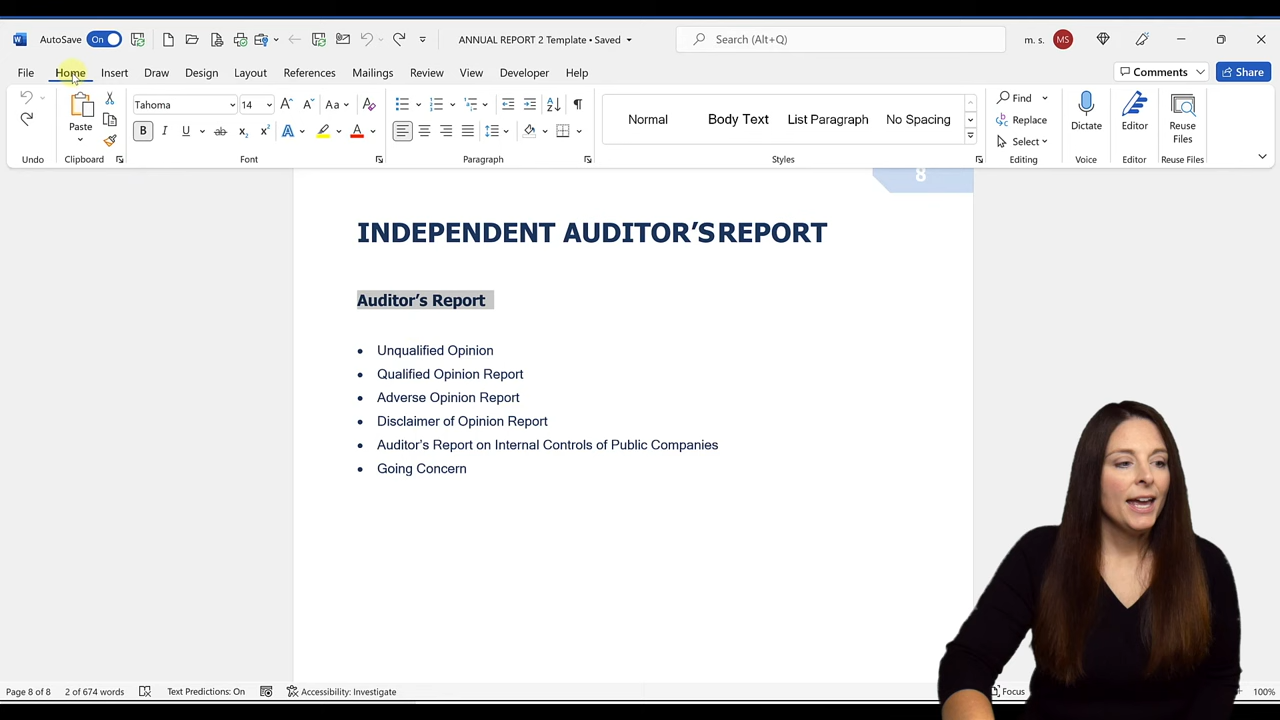 AutoSave On ANNUAL REPORT 2 Template • Saved Search (Alt+Q) m. s. MS
File Home Insert Draw Design Layout References Mailings Review View Developer Help Comments Share
Paste
Tahoma 14 Aa
B I U ab x₂ x² A A
Normal Body Text List Paragraph No Spacing
Find
Replace
Select
Dictate
Editor
Reuse
Files
Undo Clipboard Font Paragraph Styles Editing Voice Editor Reuse Files
8
INDEPENDENT AUDITOR’S REPORT
Auditor’s Report
• Unqualified Opinion
• Qualified Opinion Report
• Adverse Opinion Report
• Disclaimer of Opinion Report
• Auditor’s Report on Internal Controls of Public Companies
• Going Concern
Page 8 of 8 2 of 674 words Text Predictions: On Accessibility: Investigate Focus 100%